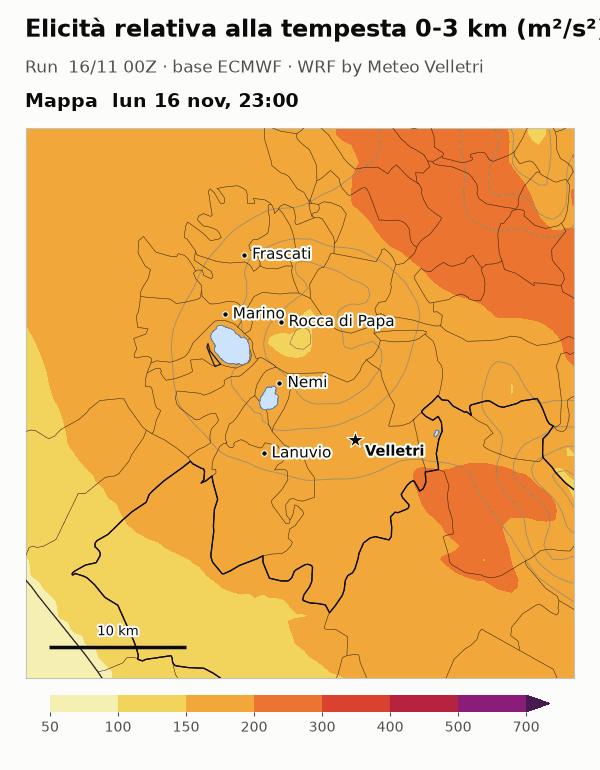 Elicità relativa alla tempesta 0-3 km (m²/s²)
Run 16/11 00Z · base ECMWF · WRF by Meteo Velletri
Mappa lun 16 nov, 23:00
Frascati
Marino
Rocca di Papa
Nemi
Velletri
Lanuvio
10 km
50 100 150 200 300 400 500 700